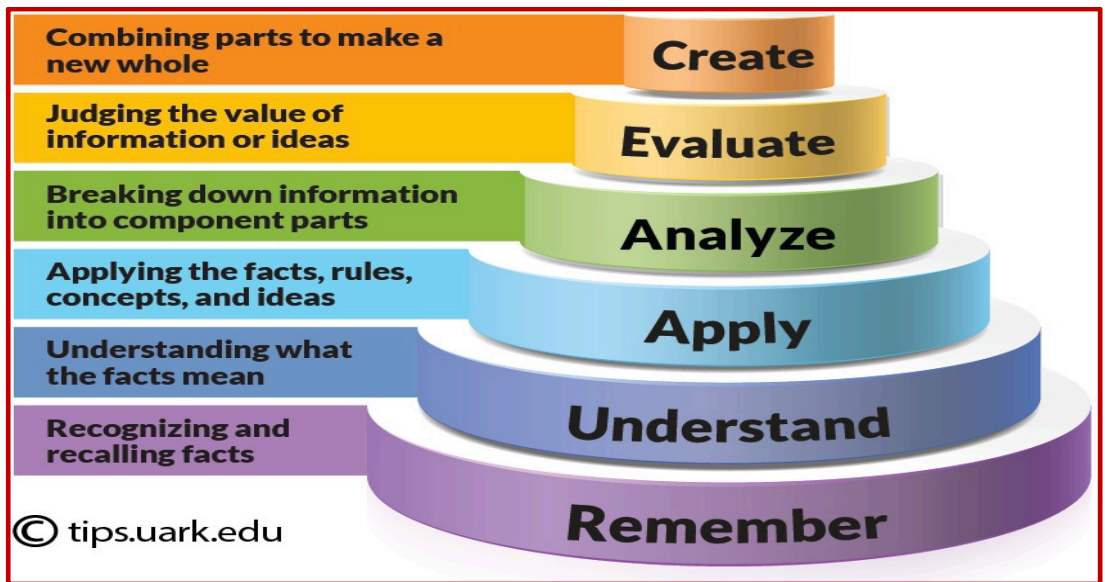 Combining parts to make a
new whole
Create
Judging the value of
information or ideas
Evaluate
Breaking down information
into component parts
Analyze
Applying the facts, rules,
concepts, and ideas
Apply
Understanding what
the facts mean
Understand
Recognizing and
recalling facts
Remember
© tips.uark.edu